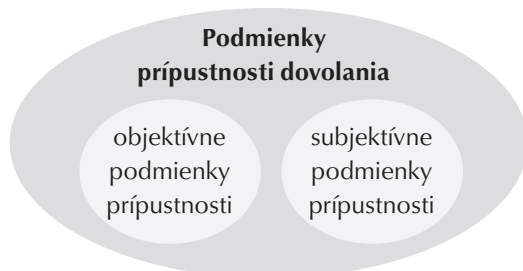 Podmienky
prípustnosti dovolania
objektívne
podmienky
prípustnosti
subjektívne
podmienky
prípustnosti